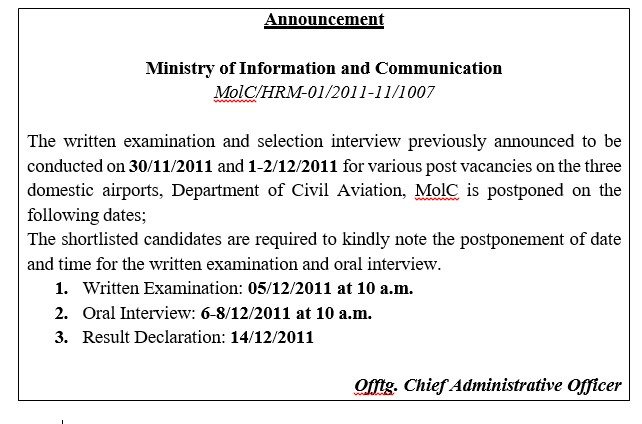 Announcement
Ministry of Information and Communication
MolC/HRM-01/2011-11/1007
The written examination and selection interview previously announced to be
conducted on 30/11/2011 and 1-2/12/2011 for various post vacancies on the three
domestic airports, Department of Civil Aviation, MolC is postponed on the
following dates;
The shortlisted candidates are required to kindly note the postponement of date
and time for the written examination and oral interview.
1. Written Examination: 05/12/2011 at 10 a.m.
2. Oral Interview: 6-8/12/2011 at 10 a.m.
3. Result Declaration: 14/12/2011
Offtg. Chief Administrative Officer